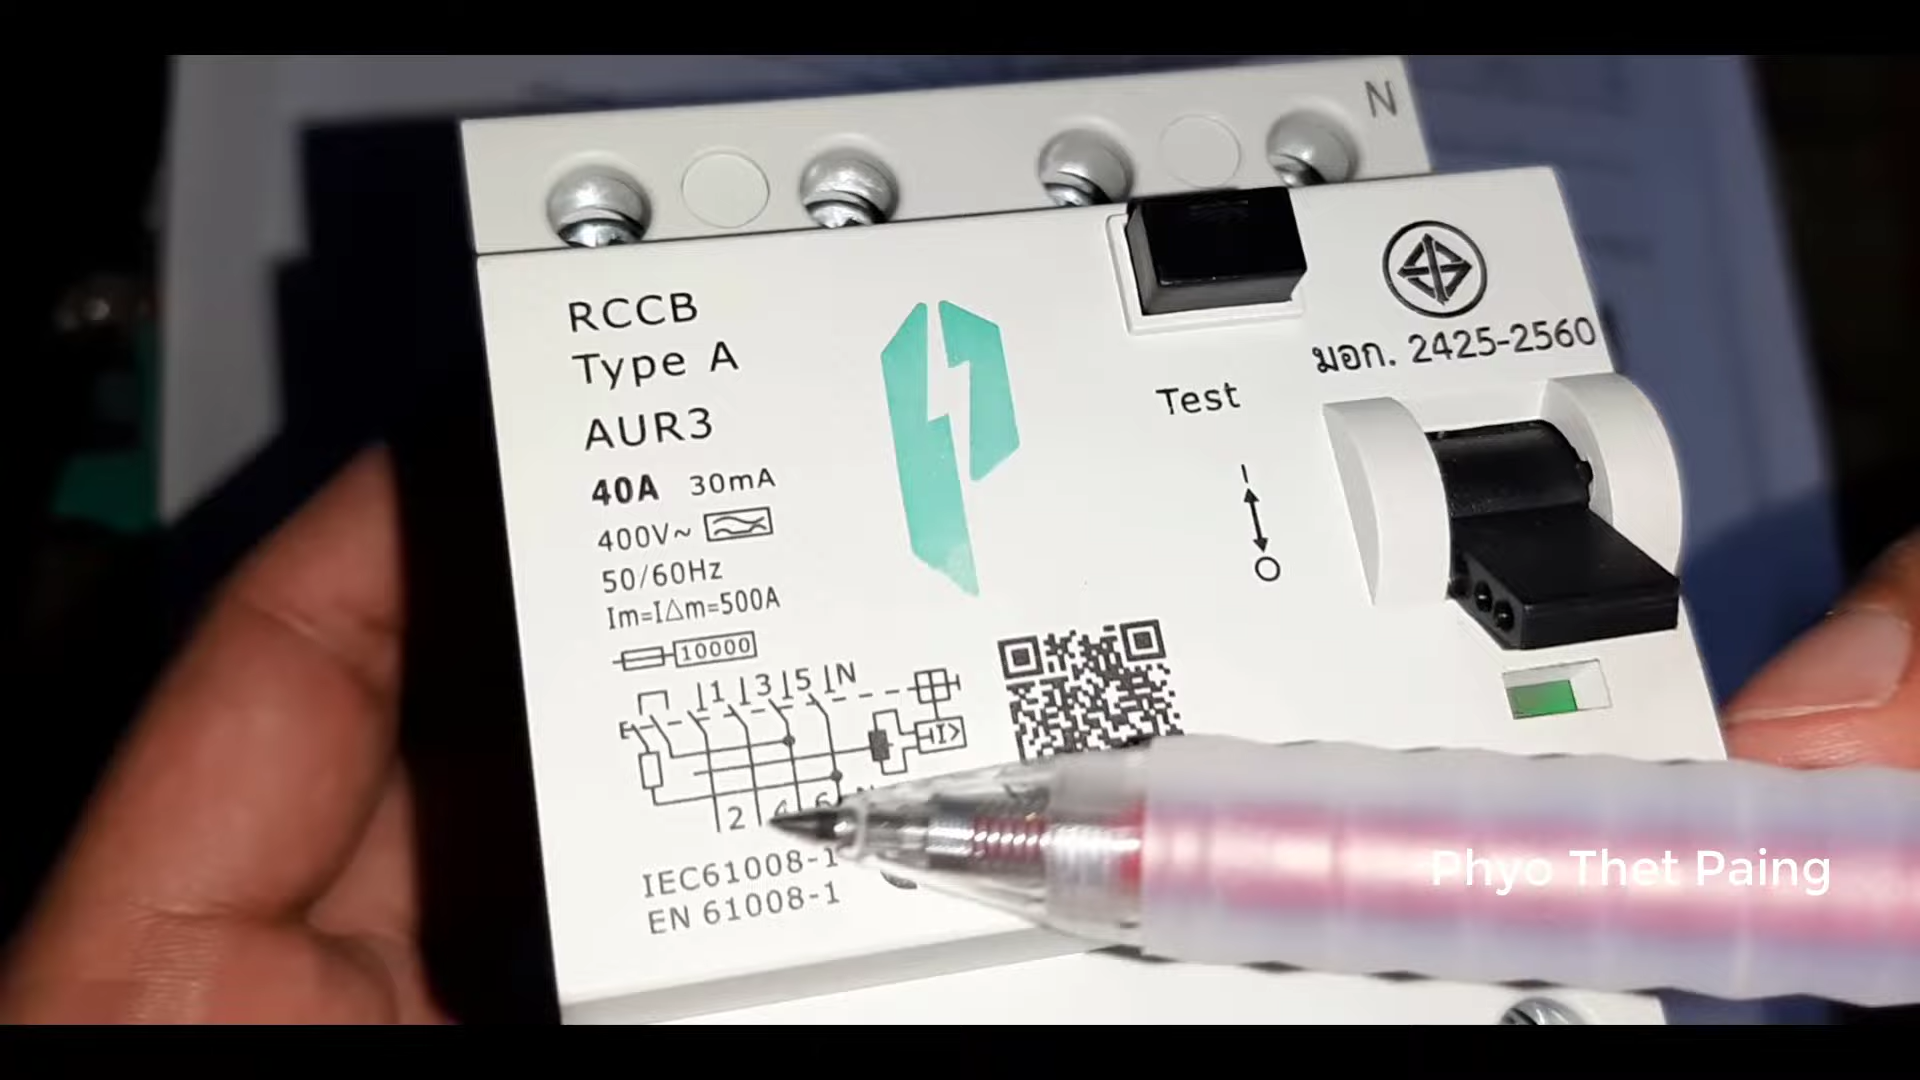 N
RCCB
Type A
AUR3
40A 30mA
400V~
50/60Hz
Im=I△m=500A
10000
1 3 5 N
E
I>
2 4 6
IEC61008-1
EN 61008-1
มอก. 2425-2560
Test
I
O
Phyo Thet Paing